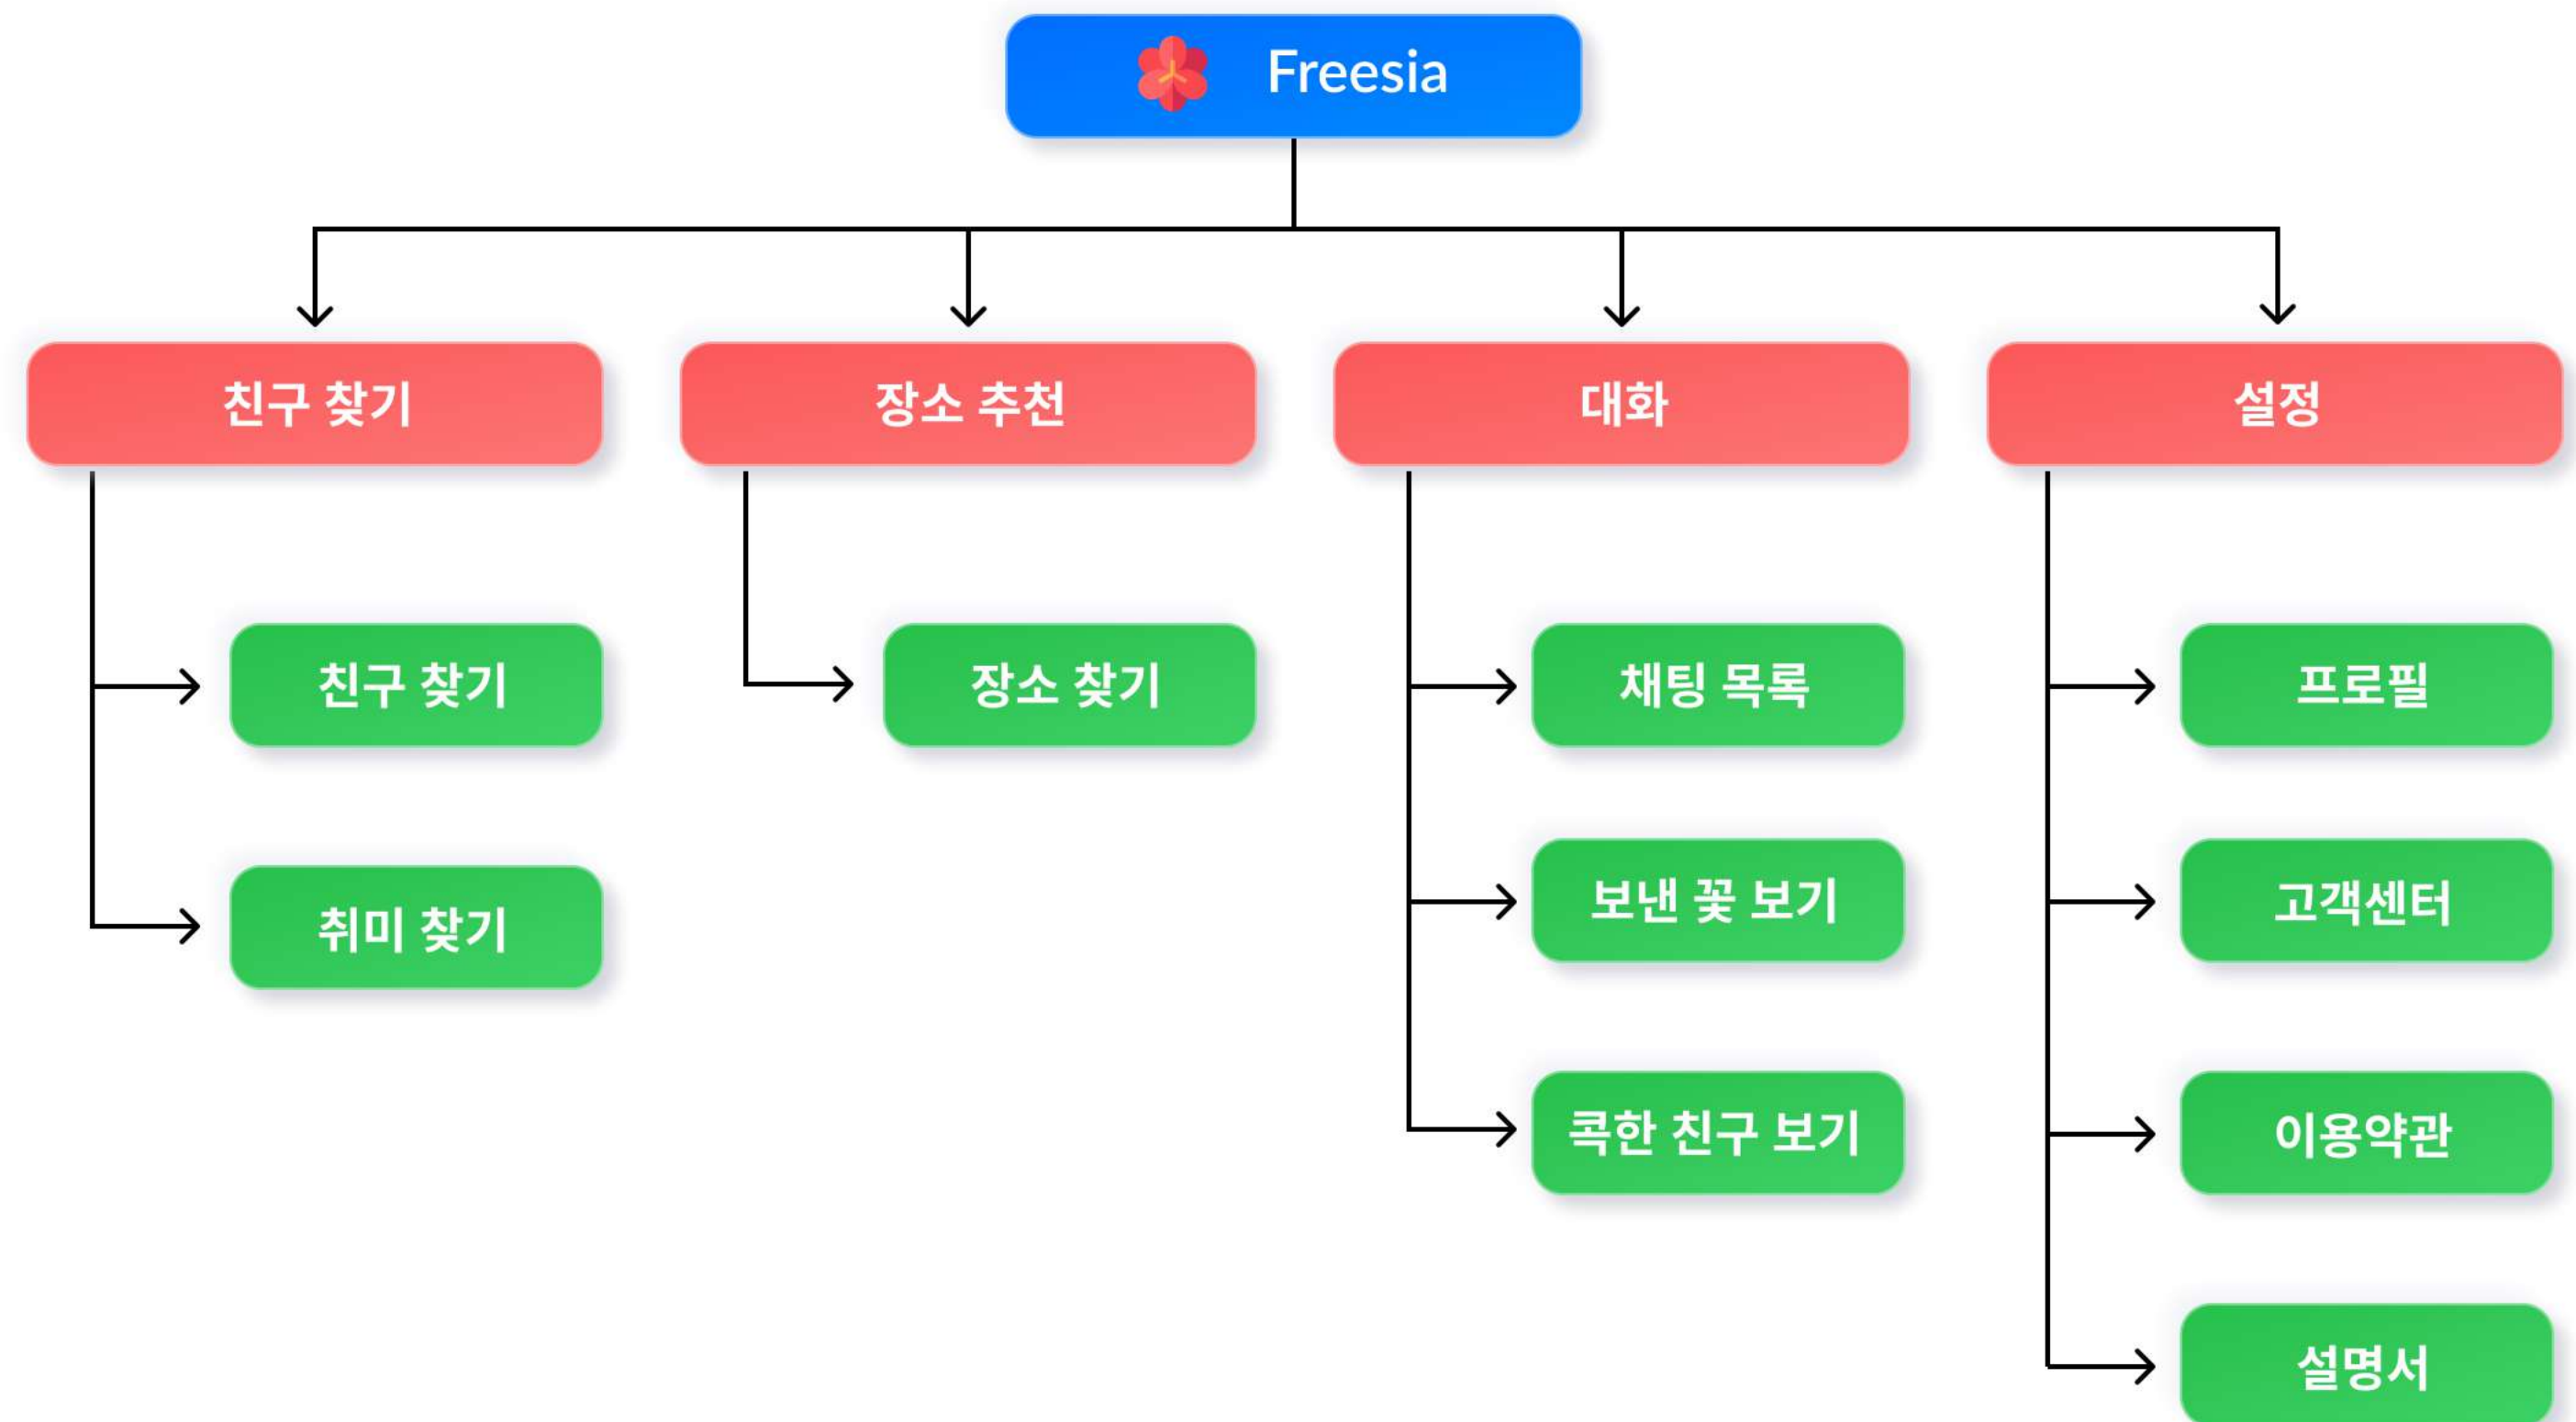 Freesia
친구 찾기
장소 추천
대화
설정
친구 찾기
장소 찾기
채팅 목록
프로필
취미 찾기
보낸 꽃 보기
고객센터
콕한 친구 보기
이용약관
설명서